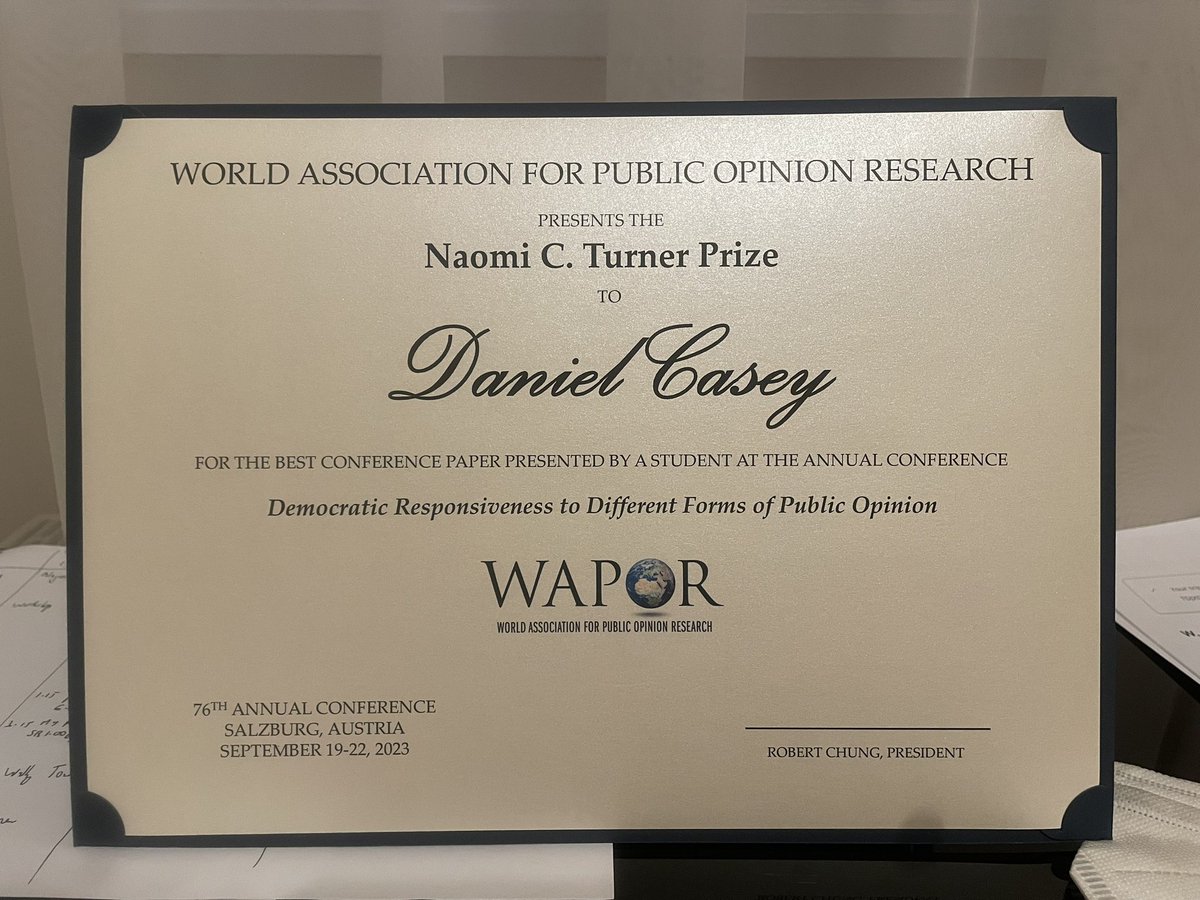 WORLD ASSOCIATION FOR PUBLIC OPINION RESEARCH
PRESENTS THE
Naomi C. Turner Prize
TO
Daniel Casey
FOR THE BEST CONFERENCE PAPER PRESENTED BY A STUDENT AT THE ANNUAL CONFERENCE
Democratic Responsiveness to Different Forms of Public Opinion
WAPOR
WORLD ASSOCIATION FOR PUBLIC OPINION RESEARCH
76TH ANNUAL CONFERENCE
SALZBURG, AUSTRIA
SEPTEMBER 19-22, 2023
ROBERT CHUNG, PRESIDENT